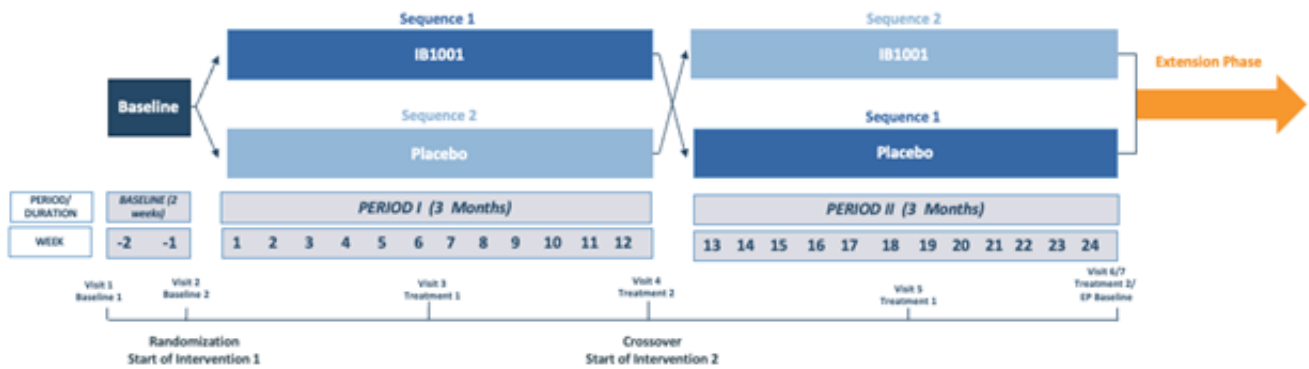 Sequence 1
IB1001
Sequence 2
IB1001
Extension Phase
Baseline
Sequence 2
Placebo
Sequence 1
Placebo
PERIOD/
DURATION
BASELINE (2
weeks)
PERIOD I (3 Months)
PERIOD II (3 Months)
WEEK
-2 -1
1 2 3 4 5 6 7 8 9 10 11 12
13 14 15 16 17 18 19 20 21 22 23 24
Visit 1
Baseline 1
Visit 2
Baseline 2
Visit 3
Treatment 1
Visit 4
Treatment 2
Visit 5
Treatment 1
Visit 6/7
Treatment 2/
EP Baseline
Randomization
Start of Intervention 1
Crossover
Start of Intervention 2